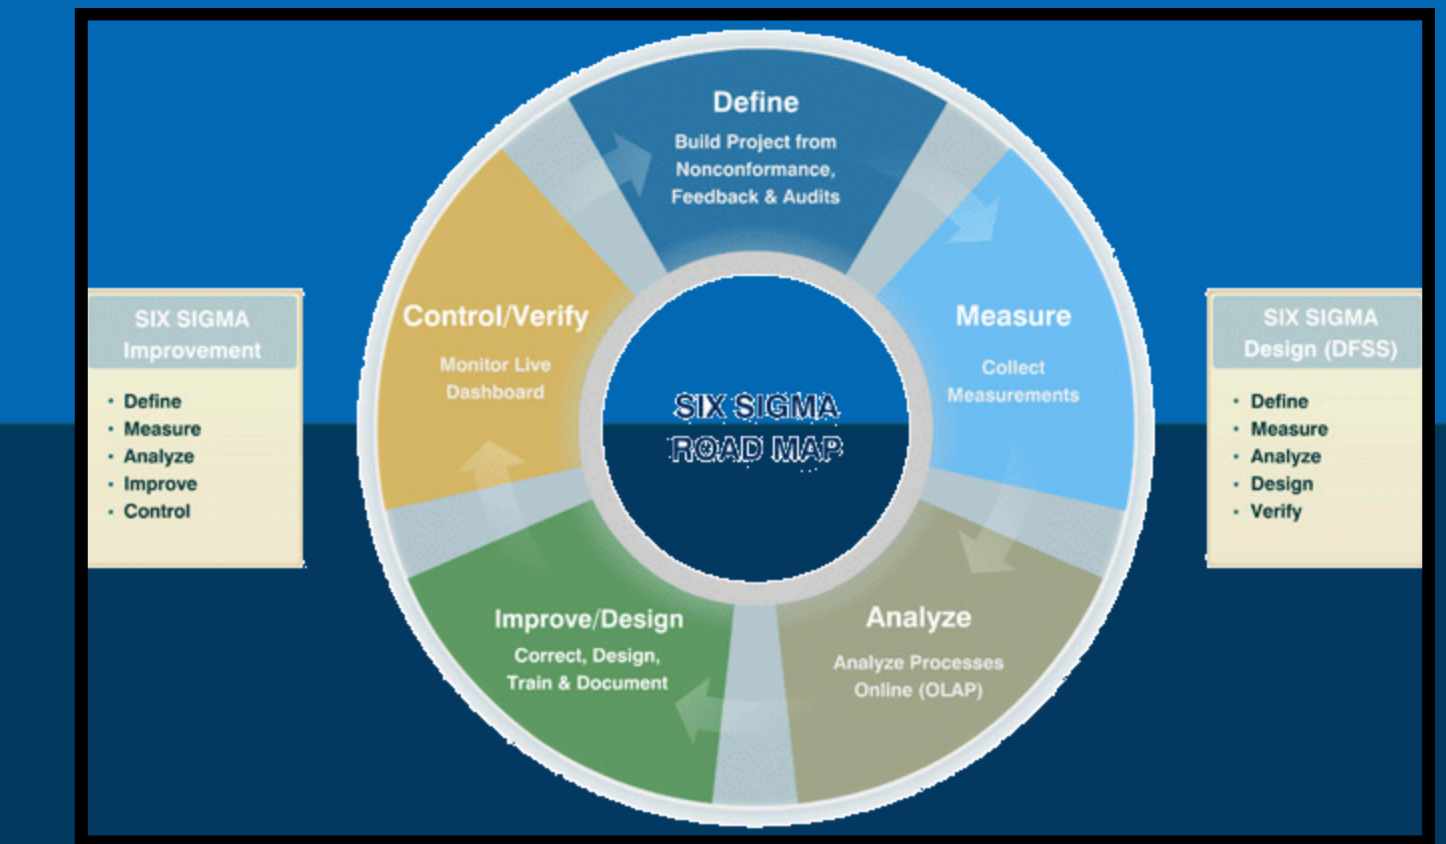 Define
Build Project from
Nonconformance,
Feedback & Audits
Measure
Collect
Measurements
Analyze
Analyze Processes
Online (OLAP)
Improve/Design
Correct, Design,
Train & Document
Control/Verify
Monitor Live
Dashboard
SIX SIGMA
ROAD MAP
SIX SIGMA
Improvement
• Define
• Measure
• Analyze
• Improve
• Control
SIX SIGMA
Design (DFSS)
• Define
• Measure
• Analyze
• Design
• Verify